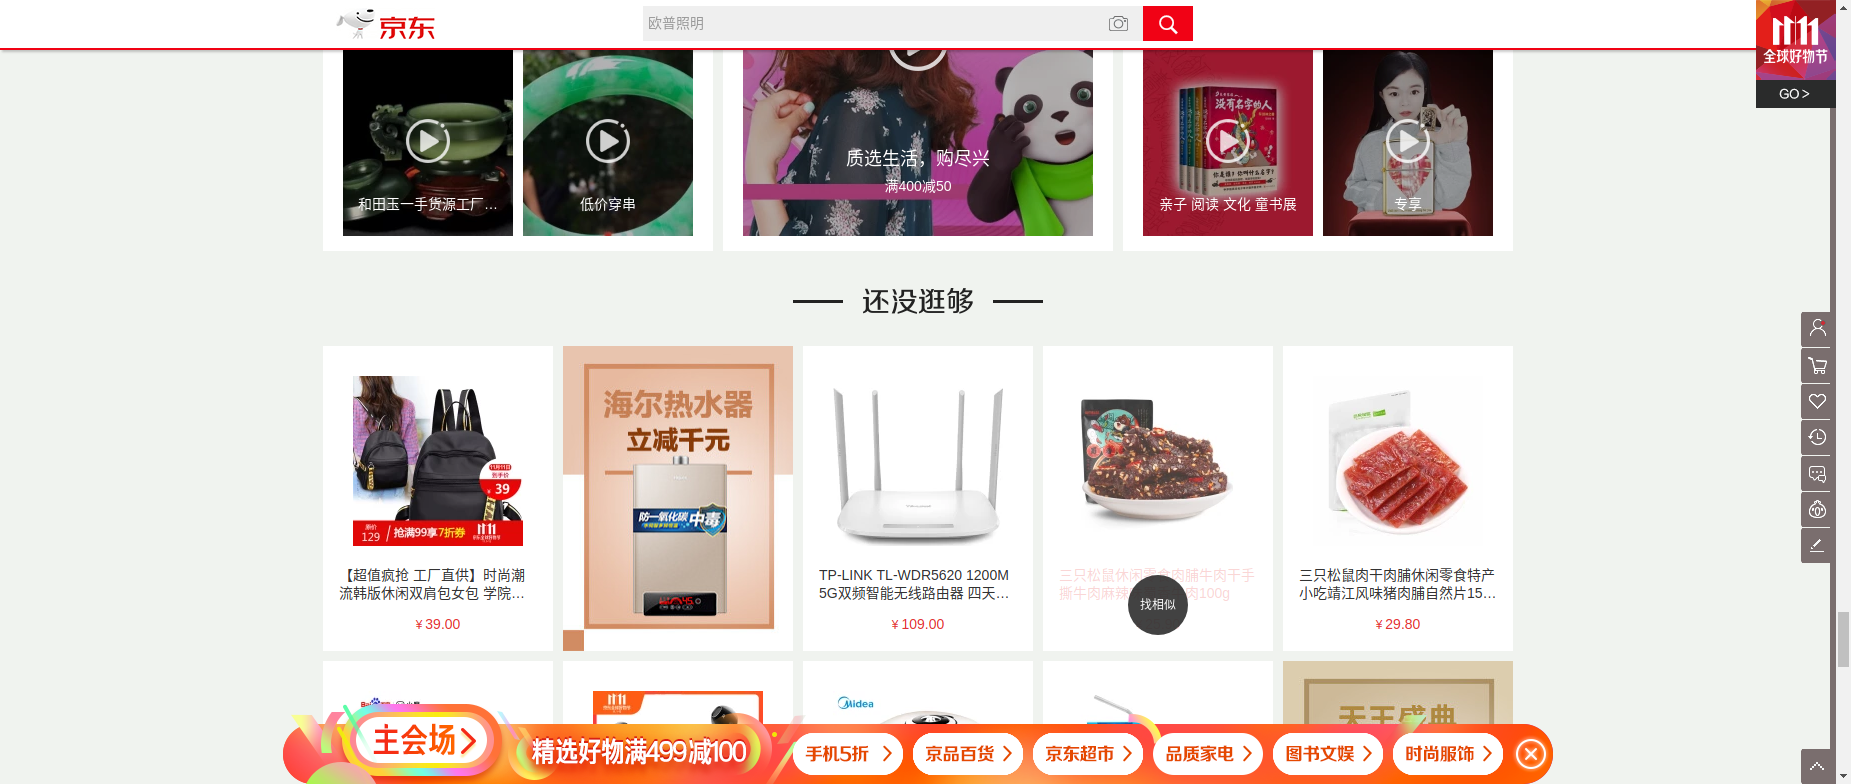 京东
欧普照明
全球好物节
GO >
和田玉一手货源工厂...
低价穿串
质选生活，购尽兴
满400减50
没有名字的人
你是谁？你叫什么名字？
亲子 阅读 文化 童书展
专享
还没逛够
到手价
¥ 39
原价
129
抢满99享7折券
【超值疯抢 工厂直供】时尚潮
流韩版休闲双肩包女包 学院...
¥ 39.00
海尔热水器
立减千元
防一氧化碳中毒
TP-LINK TL-WDR5620 1200M
5G双频智能无线路由器 四天...
¥ 109.00
三只松鼠休闲零食肉脯牛肉干手
撕牛肉麻辣
肉100g
找相似
三只松鼠肉干肉脯休闲零食特产
小吃靖江风味猪肉脯自然片15...
¥ 29.80
Midea
天王盛典
主会场
精选好物满499减100
手机5折
京品百货
京东超市
品质家电
图书文娱
时尚服饰